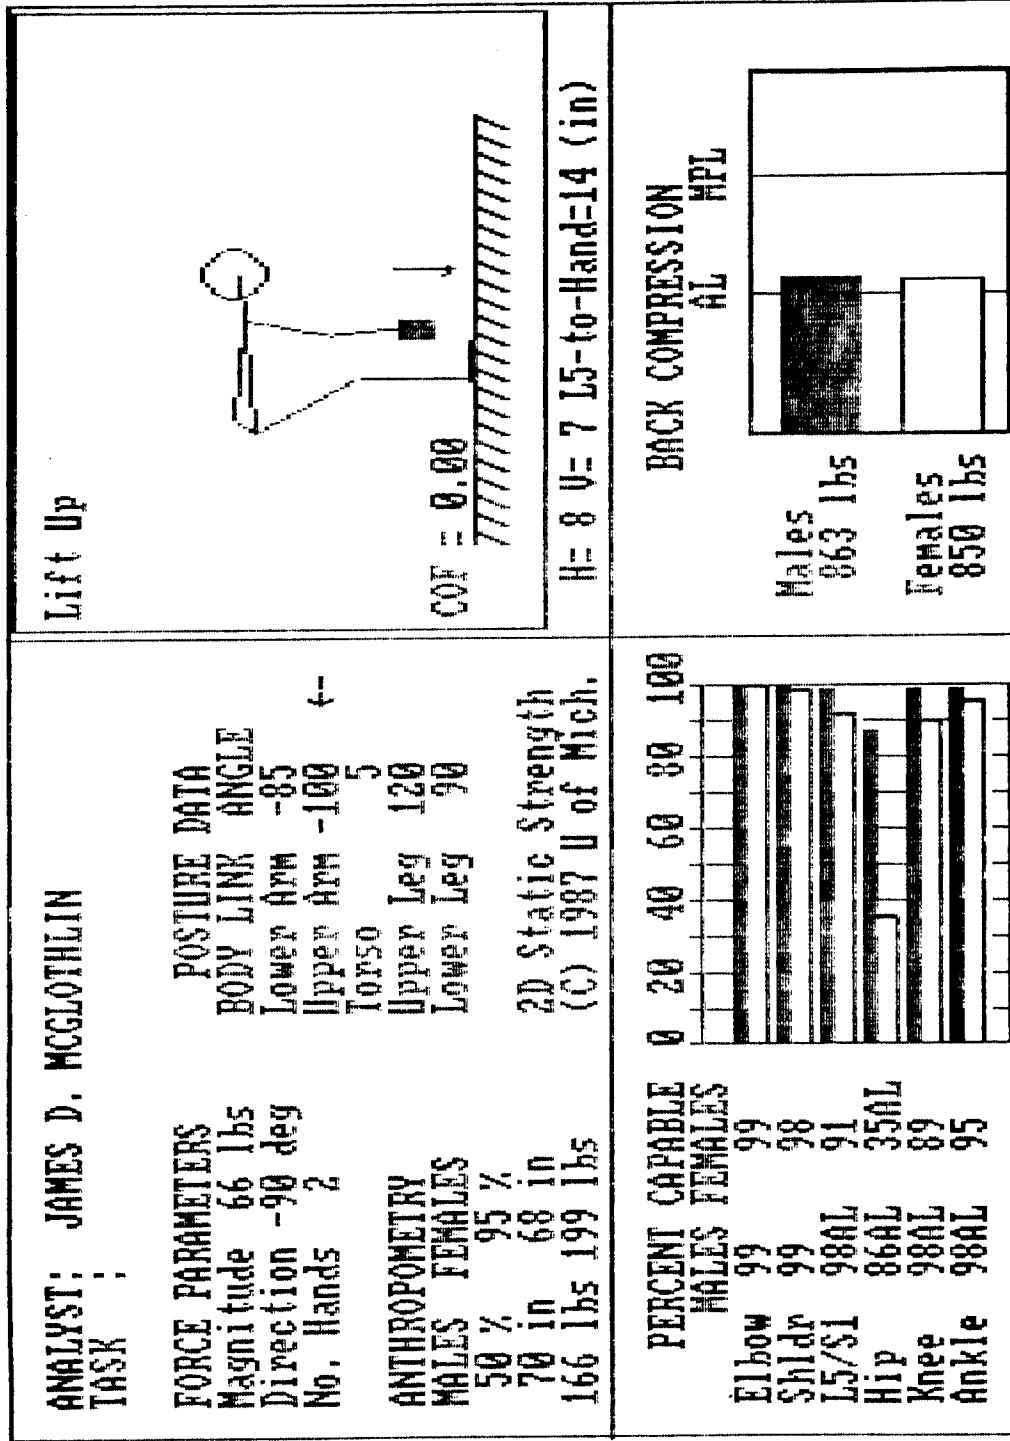 ANALYST: JAMES D. MCGLOTHLIN
TASK :
FORCE PARAMETERS
Magnitude 66 lbs
Direction -90 deg
No. Hands 2
ANTHROPOMETRY
MALES FEMALES
50 % 95 %
70 in 68 in
166 lbs 199 lbs
POSTURE DATA
BODY LINK ANGLE
Lower Arm -85
Upper Arm -100 <--
Torso 5
Upper Leg 120
Lower Leg 90
2D Static Strength
(C) 1987 U of Mich.
Lift Up
COF = 0.00
H= 8 V= 7 L5-to-Hand=14 (in)
PERCENT CAPABLE
MALES FEMALES
Elbow 99 99
Shldr 99 98
L5/S1 98AL 91
Hip 86AL 35AL
Knee 98AL 89
Ankle 98AL 95
0 20 40 60 80 100
BACK COMPRESSION
AL MPL
Males
863 lbs
Females
850 lbs